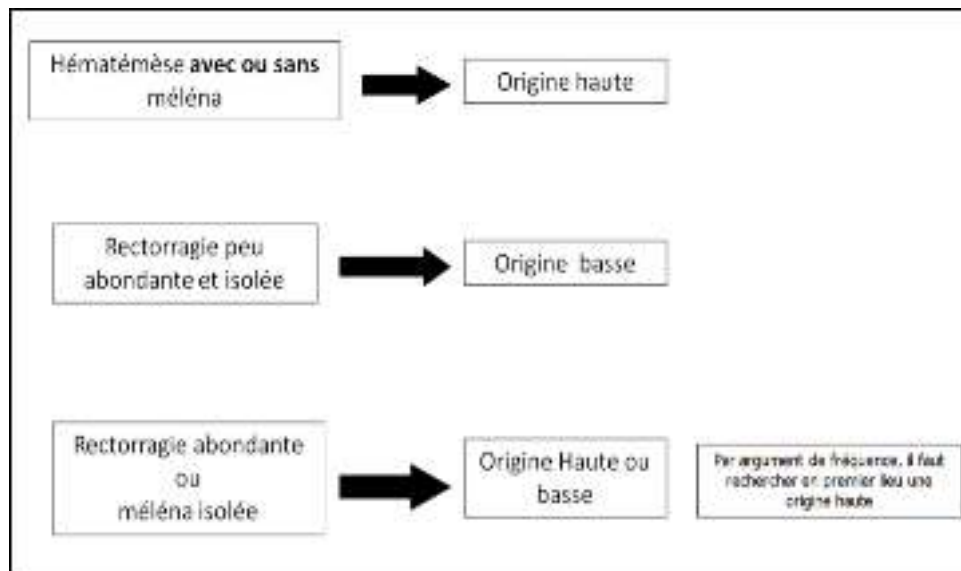 Hématémèse avec ou sans
méléna
Origine haute
Rectorragie peu
abondante et isolée
Origine basse
Rectorragie abondante
ou
méléna isolée
Origine Haute ou
basse
Par argument de fréquence, il faut
rechercher en premier lieu une
origine haute